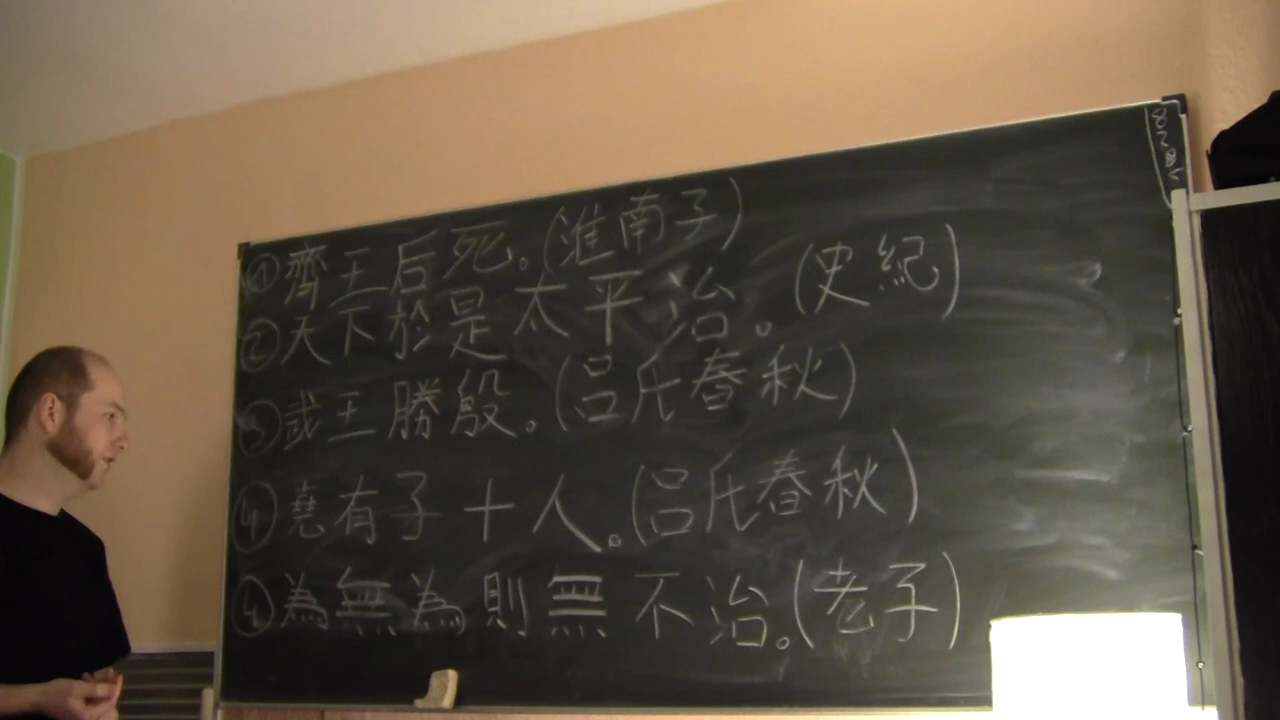 ①齊王后死。(淮南子)
②天下於是太平治。(史紀)
③武王勝殷。(呂氏春秋)
④堯有子十人。(呂氏春秋)
④為無為則無不治。(老子)